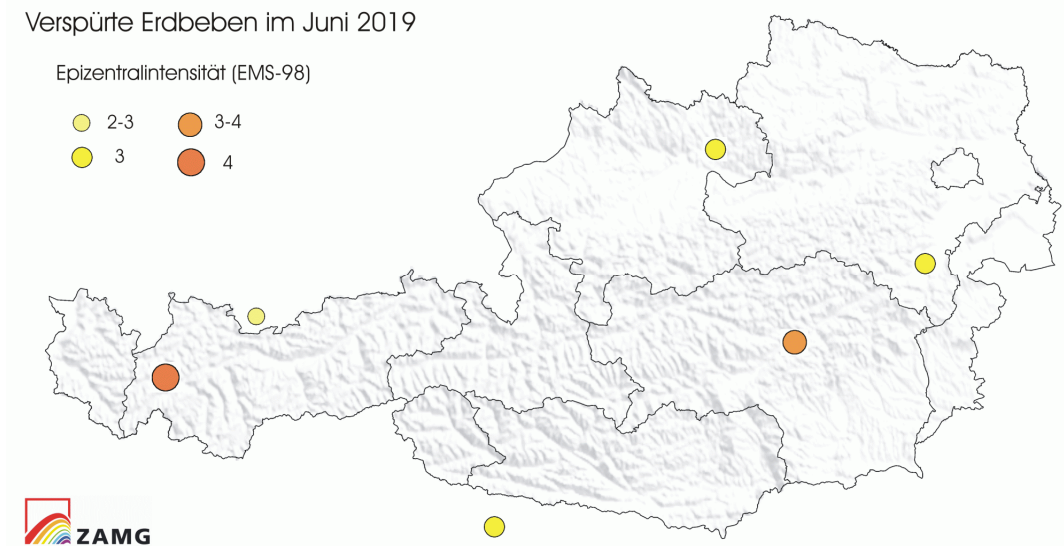 Verspürte Erdbeben im Juni 2019
Epizentralintensität (EMS-98)
2-3
3-4
3
4
ZAMG